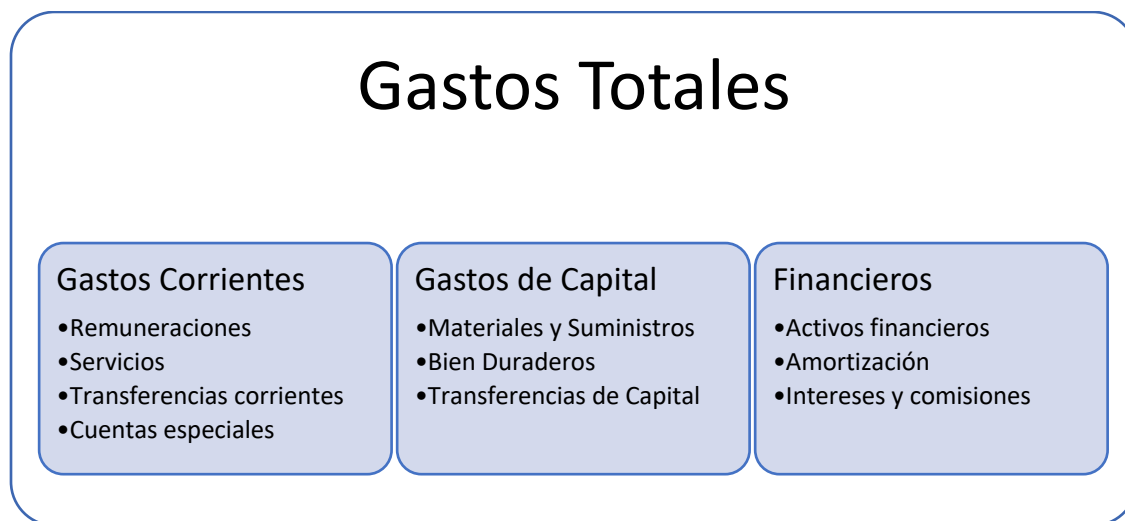 Gastos Totales
Gastos Corrientes
•Remuneraciones
•Servicios
•Transferencias corrientes
•Cuentas especiales
Gastos de Capital
•Materiales y Suministros
•Bien Duraderos
•Transferencias de Capital
Financieros
•Activos financieros
•Amortización
•Intereses y comisiones